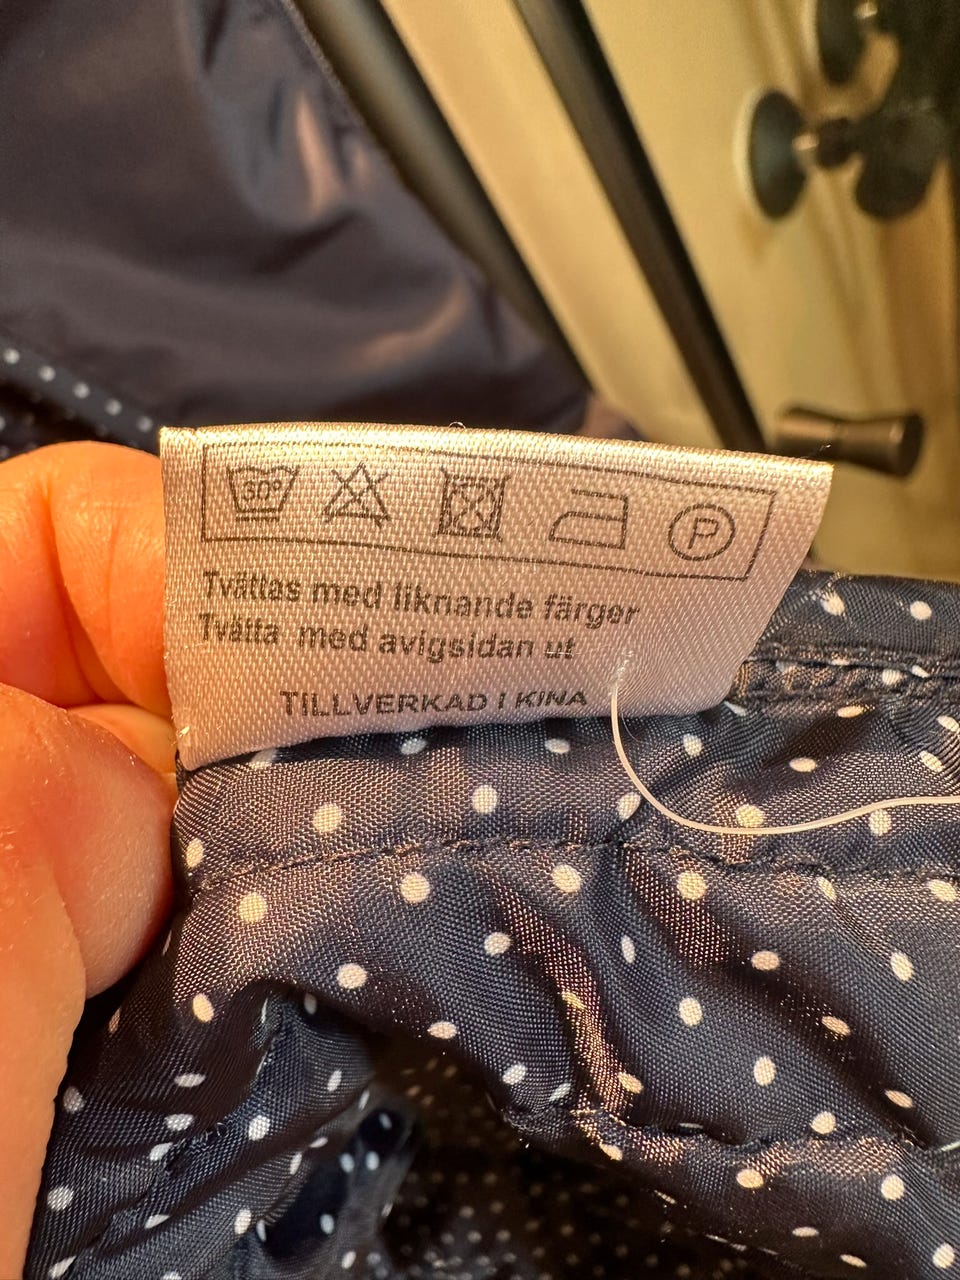 30°
P
Tvättas med liknande färger
Tvätta med avigsidan ut
TILLVERKAD I KINA